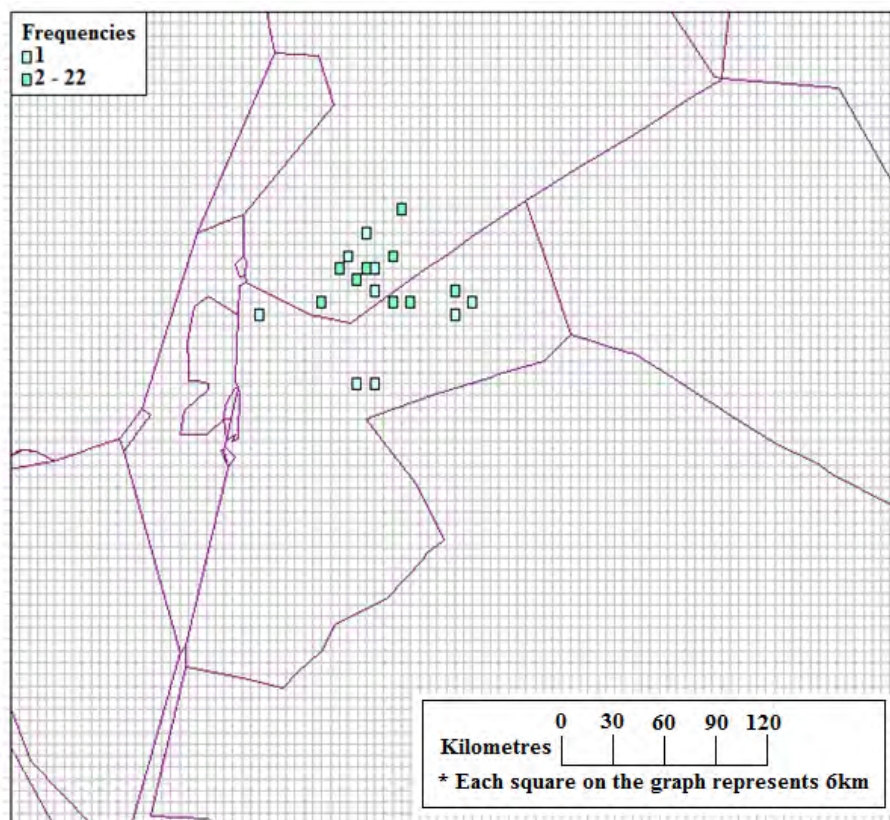 Frequencies
1
2 - 22
0 30 60 90 120
Kilometres
* Each square on the graph represents 6km